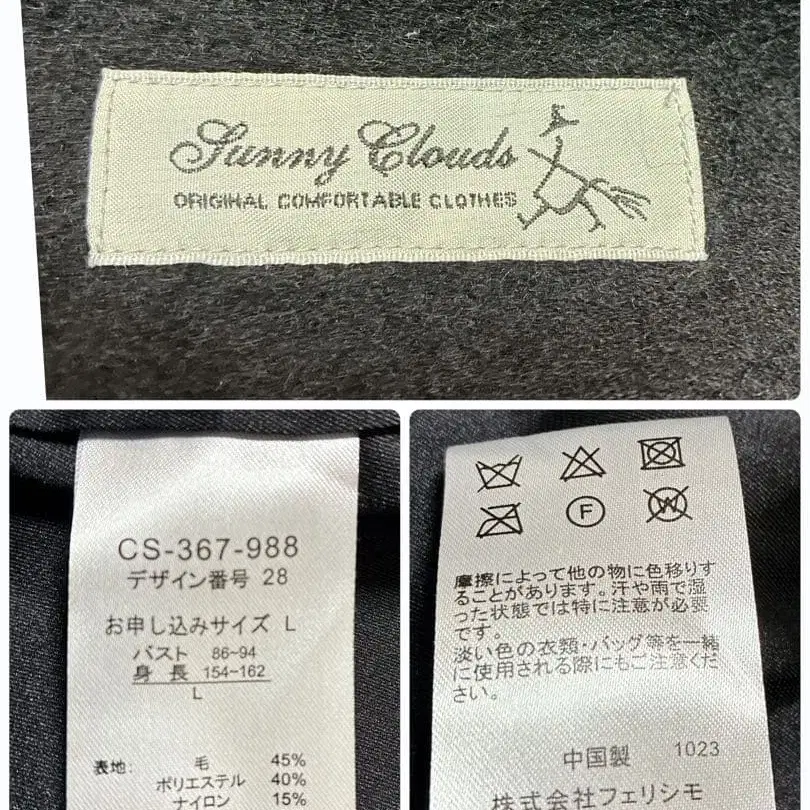 Sunny Clouds
ORIGINAL COMFORTABLE CLOTHES
CS-367-988
デザイン番号 28
お申し込みサイズ L
バスト 86~94
身長 154~162
L
表地: 毛 45%
ポリエステル 40%
ナイロン 15%
F
W
摩擦によって他の物に色移りす
ることがあります。汗や雨で湿
った状態では特に注意が必要
です。
淡い色の衣類・バッグ等を一緒
に使用される際にもご注意くだ
さい。
中国製 1023
株式会社フェリシモ